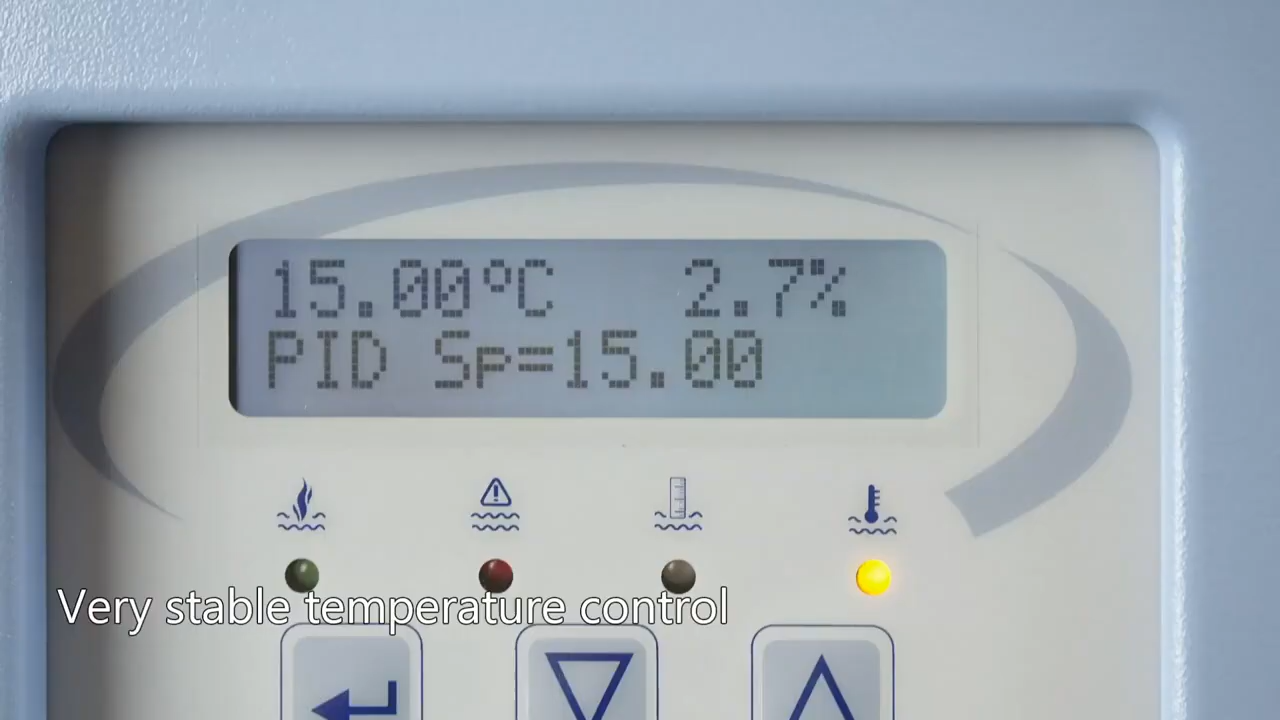 15.00°C 2.7%
PID Sp=15.00
Very stable temperature control